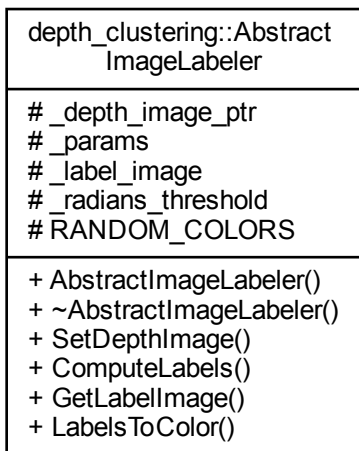 depth_clustering::Abstract
ImageLabeler
# _depth_image_ptr
# _params
# _label_image
# _radians_threshold
# RANDOM_COLORS
+ AbstractImageLabeler()
+ ~AbstractImageLabeler()
+ SetDepthImage()
+ ComputeLabels()
+ GetLabelImage()
+ LabelsToColor()